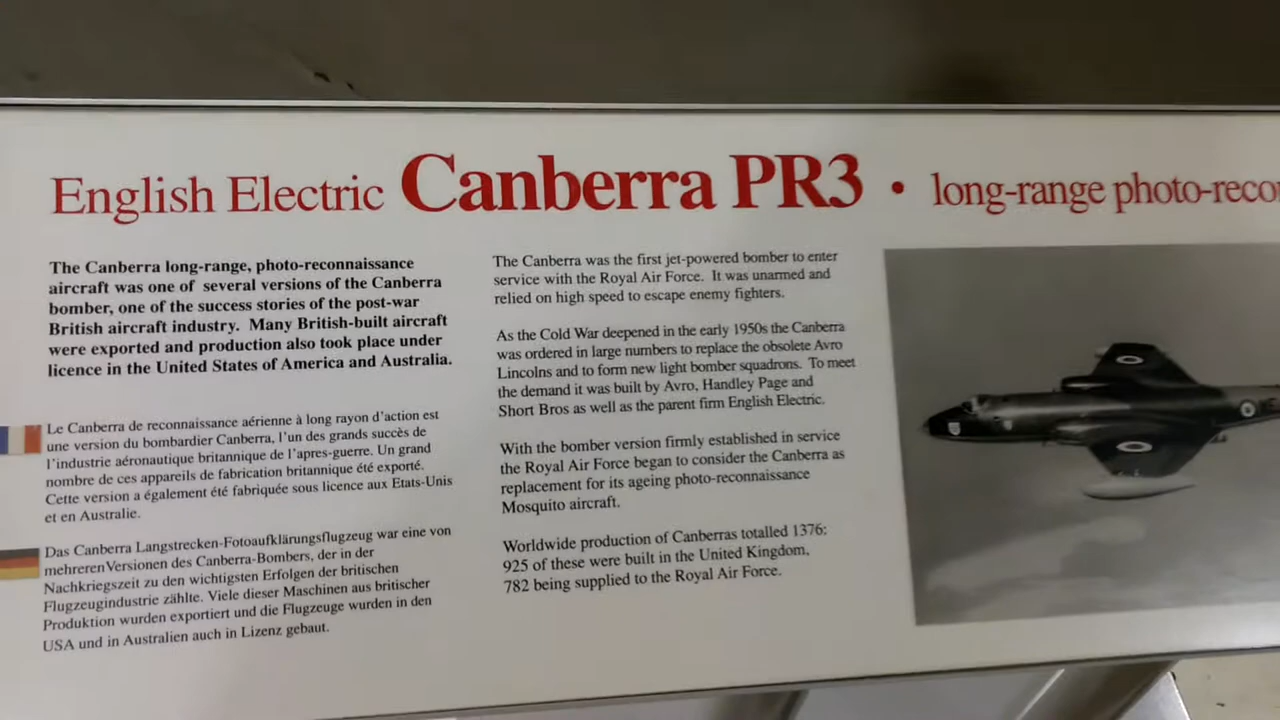 English Electric Canberra PR3 • long-range photo-recon
The Canberra long-range, photo-reconnaissance
aircraft was one of several versions of the Canberra
bomber, one of the success stories of the post-war
British aircraft industry. Many British-built aircraft
were exported and production also took place under
licence in the United States of America and Australia.
Le Canberra de reconnaissance aérienne à long rayon d'action est
une version du bombardier Canberra, l'un des grands succès de
l'industrie aéronautique britannique de l'apres-guerre. Un grand
nombre de ces appareils de fabrication britannique été exporté.
Cette version a également été fabriquée sous licence aux Etats-Unis
et en Australie.
Das Canberra Langstrecken-Fotoaufklärungsflugzeug war eine von
mehreren Versionen des Canberra-Bombers, der in der
Nachkriegszeit zu den wichtigsten Erfolgen der britischen
Flugzeugindustrie zählte. Viele dieser Maschinen aus britischer
Produktion wurden exportiert und die Flugzeuge wurden in den
USA und in Australien auch in Lizenz gebaut.
The Canberra was the first jet-powered bomber to enter
service with the Royal Air Force. It was unarmed and
relied on high speed to escape enemy fighters.
As the Cold War deepened in the early 1950s the Canberra
was ordered in large numbers to replace the obsolete Avro
Lincolns and to form new light bomber squadrons. To meet
the demand it was built by Avro, Handley Page and
Short Bros as well as the parent firm English Electric.
With the bomber version firmly established in service
the Royal Air Force began to consider the Canberra as
replacement for its ageing photo-reconnaissance
Mosquito aircraft.
Worldwide production of Canberras totalled 1376;
925 of these were built in the United Kingdom,
782 being supplied to the Royal Air Force.